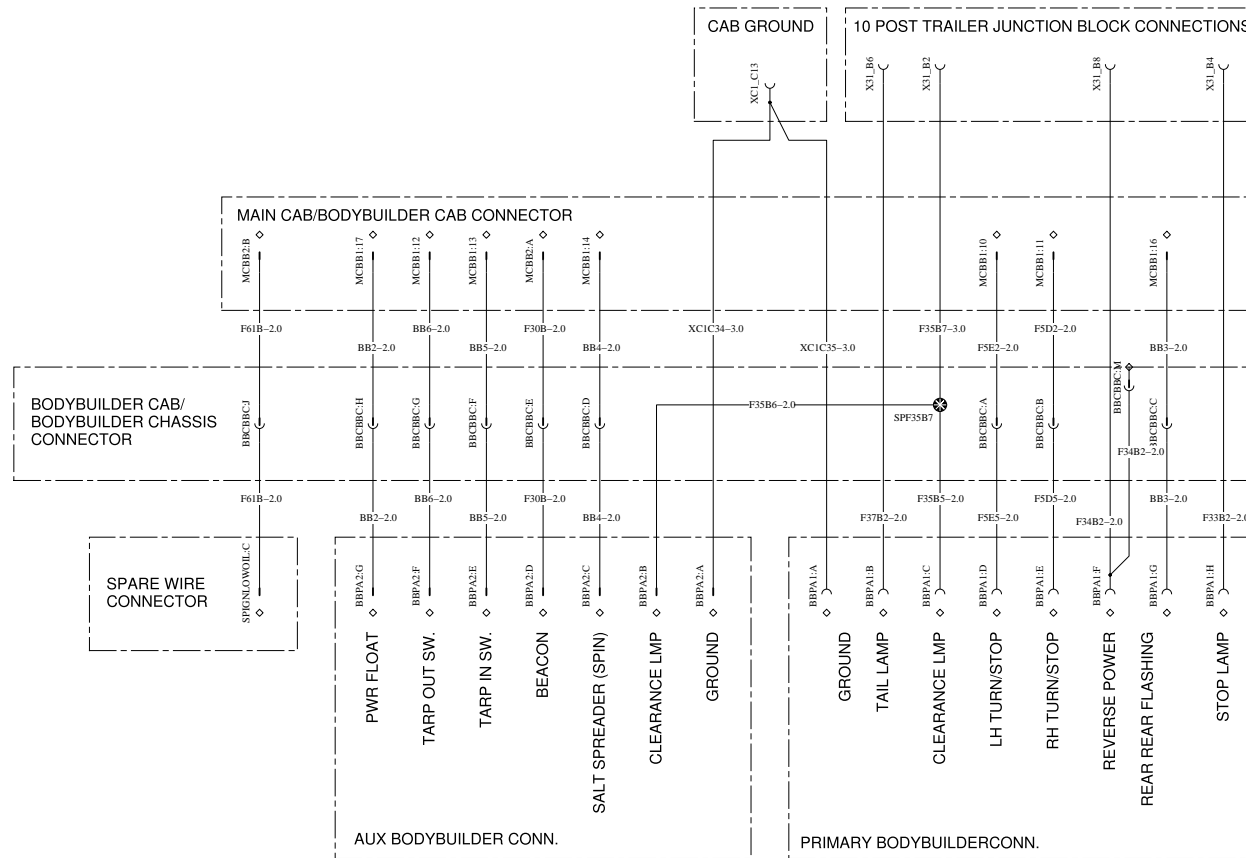 CAB GROUND
10 POST TRAILER JUNCTION BLOCK CONNECTIONS
XC1_C13
X31_B6
X31_B2
X31_B8
X31_B4
MAIN CAB/BODYBUILDER CAB CONNECTOR
MCBB2:B
MCBB1:17
MCBB1:12
MCBB1:13
MCBB2:A
MCBB1:14
MCBB1:10
MCBB1:11
MCBB1:16
F61B–2.0
BB6–2.0
F30B–2.0
XC1C34–3.0
F35B7–3.0
F5D2–2.0
BB2–2.0
BB5–2.0
BB4–2.0
XC1C35–3.0
F5E2–2.0
BB3–2.0
BODYBUILDER CAB/
BODYBUILDER CHASSIS
CONNECTOR
BBCBBC:J
BBCBBC:H
BBCBBC:G
BBCBBC:F
BBCBBC:E
BBCBBC:D
F35B6–2.0
SPF35B7
BBCBBC:A
BBCBBC:B
BBCBBC:M
BBCBBC:C
F34B2–2.0
F61B–2.0
BB6–2.0
F30B–2.0
F35B5–2.0
F5D5–2.0
BB3–2.0
BB2–2.0
BB5–2.0
BB4–2.0
F37B2–2.0
F5E5–2.0
F34B2–2.0
F33B2–2.0
SPARE WIRE
CONNECTOR
SPIGNLOWOIL:C
BBPA2:G
BBPA2:F
BBPA2:E
BBPA2:D
BBPA2:C
BBPA2:B
BBPA2:A
BBPA1:A
BBPA1:B
BBPA1:C
BBPA1:D
BBPA1:E
BBPA1:F
BBPA1:G
BBPA1:H
PWR FLOAT
TARP OUT SW.
TARP IN SW.
BEACON
SALT SPREADER (SPIN)
CLEARANCE LMP
GROUND
GROUND
TAIL LAMP
CLEARANCE LMP
LH TURN/STOP
RH TURN/STOP
REVERSE POWER
REAR REAR FLASHING
STOP LAMP
AUX BODYBUILDER CONN.
PRIMARY BODYBUILDERCONN.